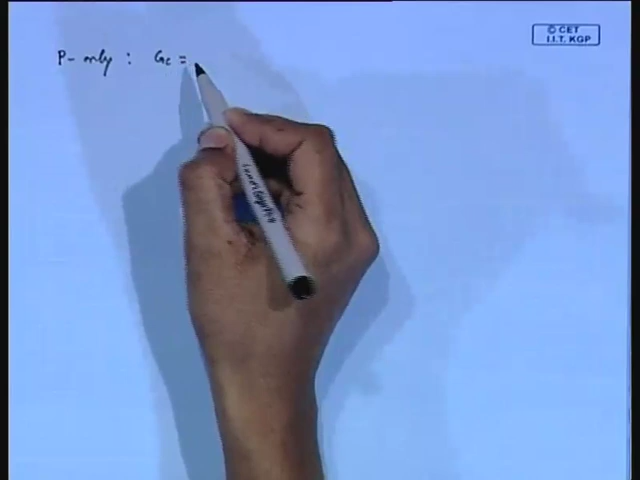 P- only : Gc =
© CET
I.I.T. KGP